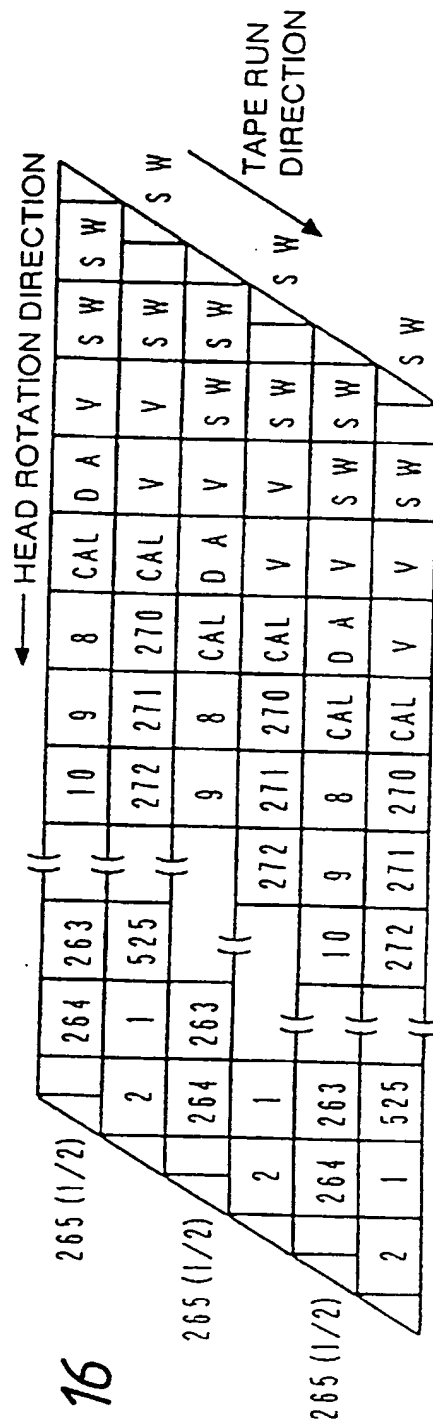 16
HEAD ROTATION DIRECTION
265 (1/2) 264 263 10 9 8 CAL D A V S W S W
2 1 525 272 271 270 CAL V V S W S W
265 (1/2) 264 263 9 8 CAL D A V S W S W
2 1 272 271 270 CAL V V S W S W
265 (1/2) 264 263 10 9 8 CAL D A V S W S W
2 1 525 272 271 270 CAL V V S W S W
TAPE RUN
DIRECTION